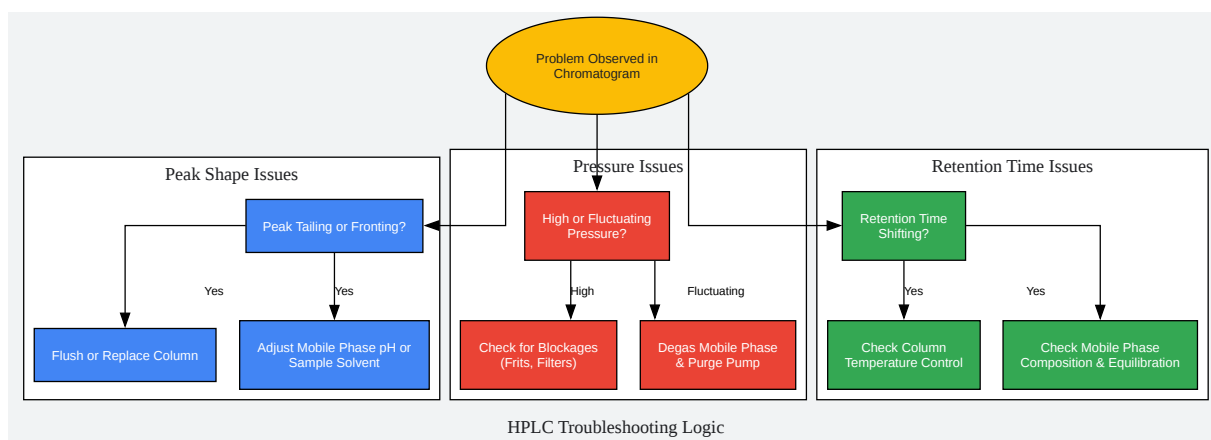 Problem Observed in
Chromatogram
Peak Shape Issues
Pressure Issues
Retention Time Issues
Peak Tailing or Fronting?
High or Fluctuating
Pressure?
Retention Time
Shifting?
Yes
Yes
High
Fluctuating
Yes
Yes
Flush or Replace Column
Adjust Mobile Phase pH or
Sample Solvent
Check for Blockages
(Frits, Filters)
Degas Mobile Phase
& Purge Pump
Check Column
Temperature Control
Check Mobile Phase
Composition & Equilibration
HPLC Troubleshooting Logic